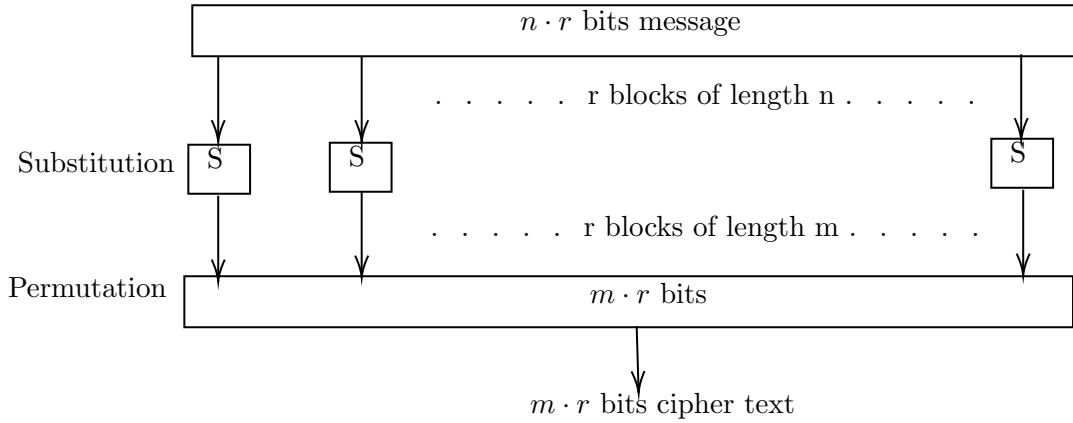 n · r bits message
. . . . . r blocks of length n . . . . .
Substitution S S S
. . . . . r blocks of length m . . . . .
Permutation m · r bits
m · r bits cipher text